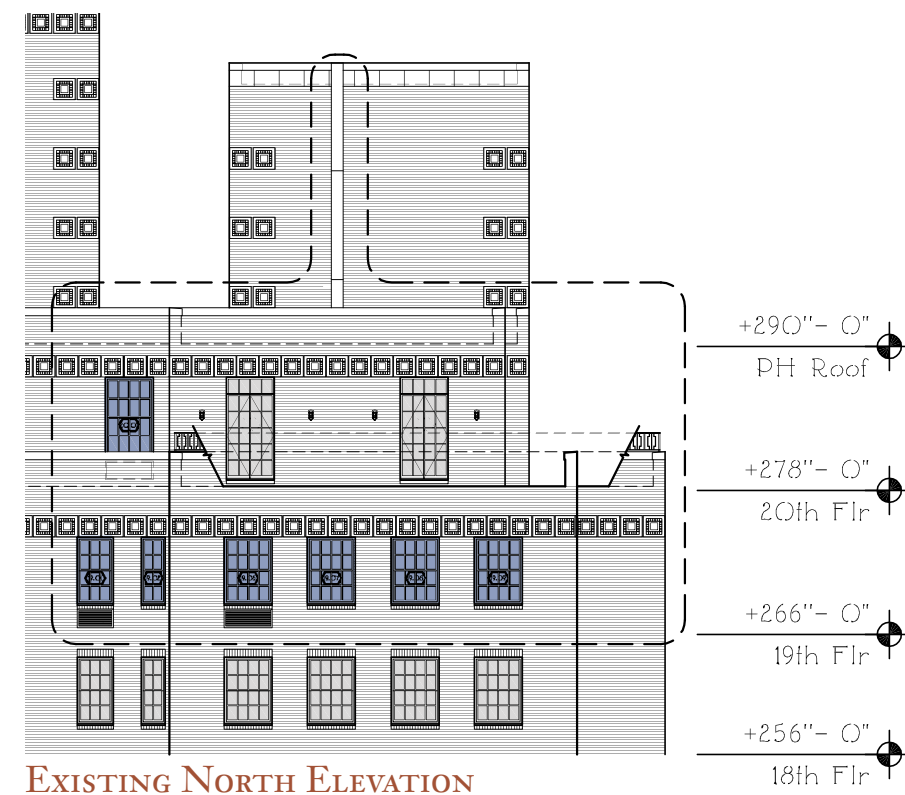 +290"- 0"
PH Roof
+278"- 0"
20th Flr
+266"- 0"
19th Flr
+256"- 0"
18th Flr
Existing North Elevation